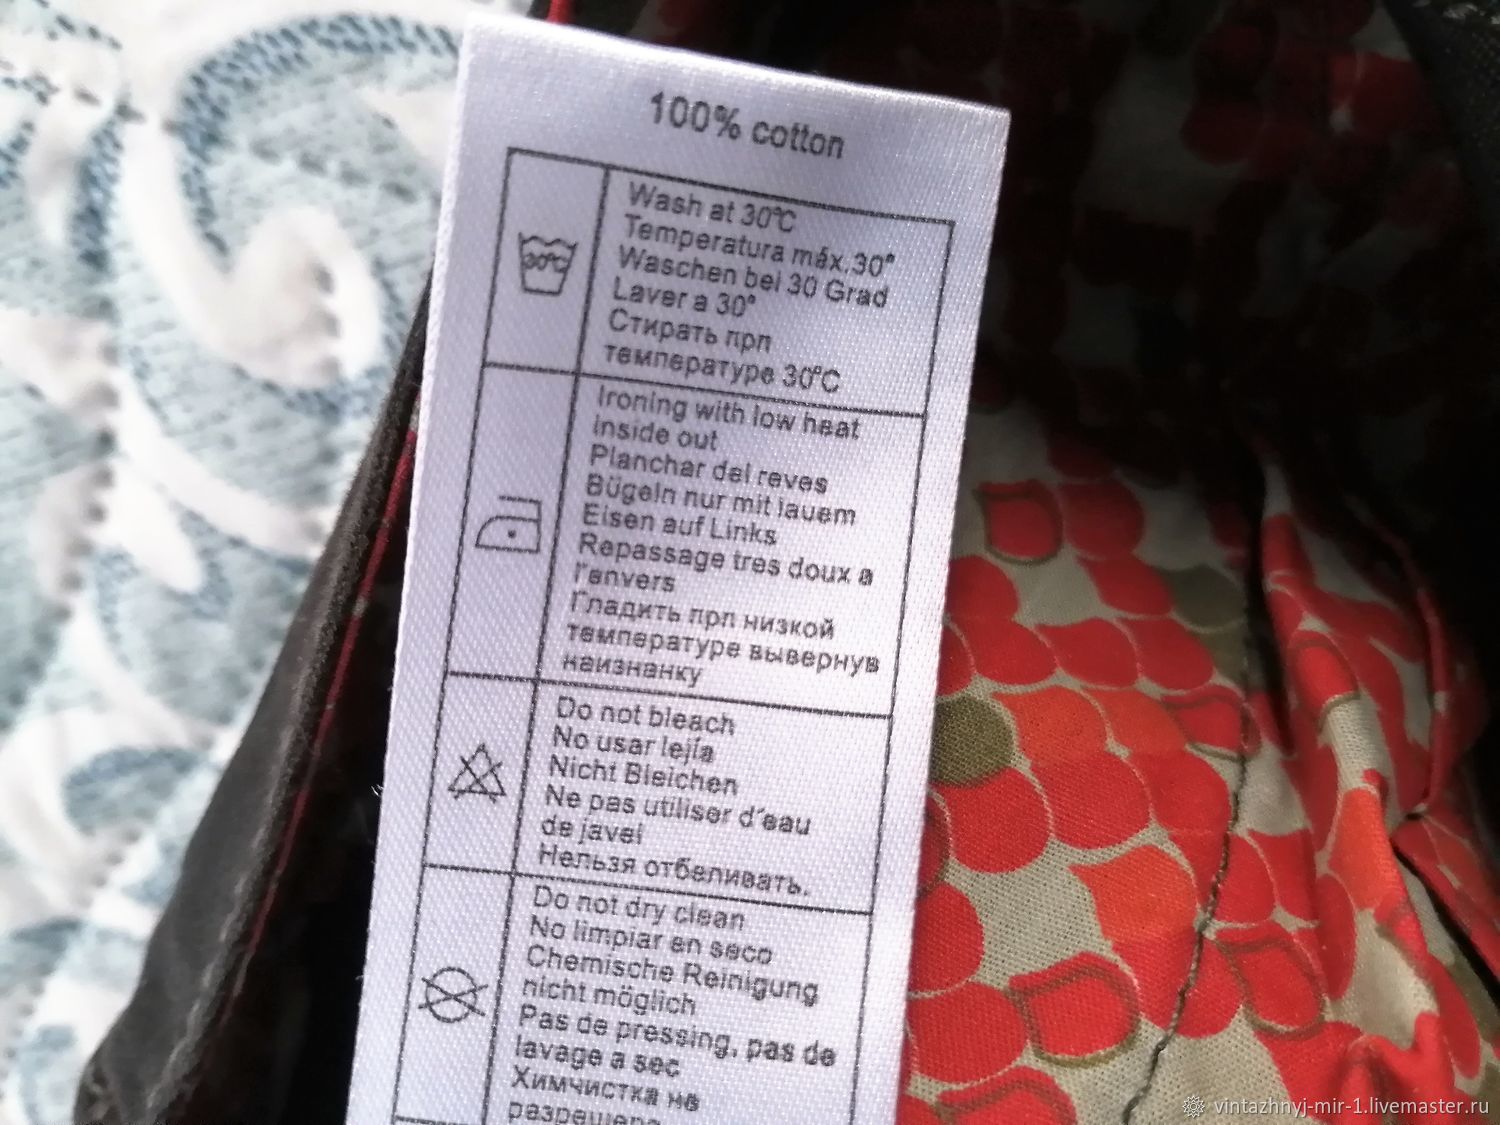 100% cotton
30°C
Wash at 30°C
Temperatura máx.30°
Waschen bei 30 Grad
Laver a 30°
Стирать прп
температуре 30°C
Ironing with low heat
inside out
Planchar del reves
Bügeln nur mit lauem
Eisen auf Links
Repassage tres doux a
l'envers
Гладить прп низкой
температуре вывернув
наизнанку
Do not bleach
No usar lejía
Nicht Bleichen
Ne pas utiliser d'eau
de javel
Нельзя отбеливать.
Do not dry clean
No limpiar en seco
Chemische Reinigung
nicht möglich
Pas de pressing, pas de
lavage a sec
Химчистка не
разрешена
vintazhnyj-mir-1.livemaster.ru